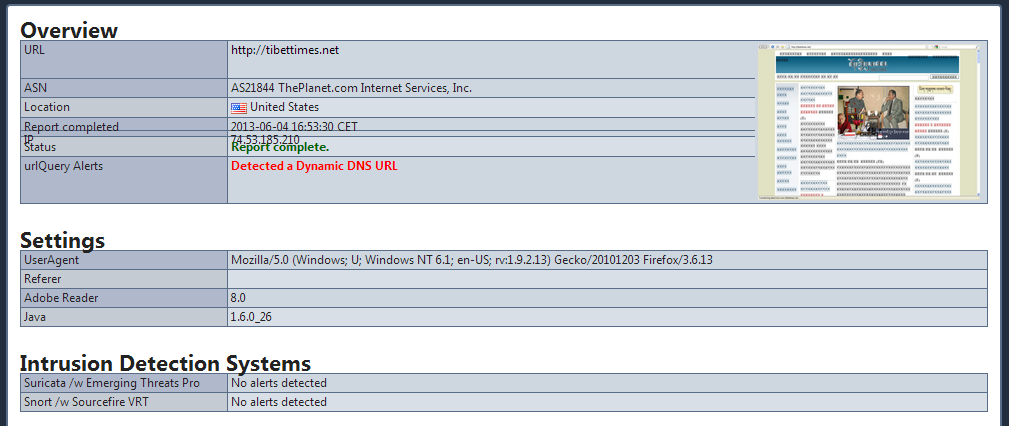 Overview
URL http://tibettimes.net
ASN AS21844 ThePlanet.com Internet Services, Inc.
Location United States
Report completed 2013-06-04 16:53:30 CET
IP 74.53.185.210
Status Report complete.
urlQuery Alerts Detected a Dynamic DNS URL
Settings
UserAgent Mozilla/5.0 (Windows; U; Windows NT 6.1; en-US; rv:1.9.2.13) Gecko/20101203 Firefox/3.6.13
Referer
Adobe Reader 8.0
Java 1.6.0_26
Intrusion Detection Systems
Suricata /w Emerging Threats Pro No alerts detected
Snort /w Sourcefire VRT No alerts detected